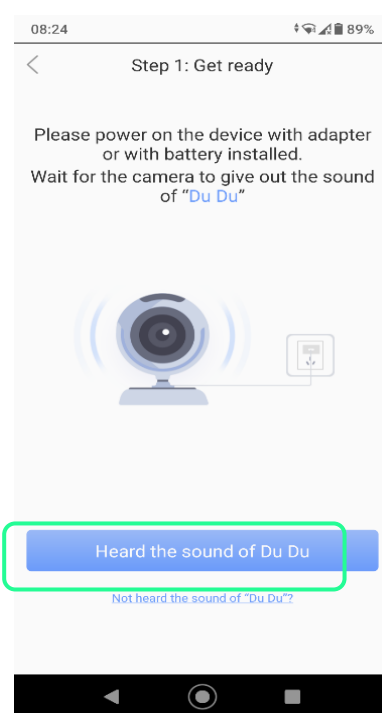 08:24
89%
Step 1: Get ready
Please power on the device with adapter
or with battery installed.
Wait for the camera to give out the sound
of “Du Du”
Heard the sound of Du Du
Not heard the sound of “Du Du”?